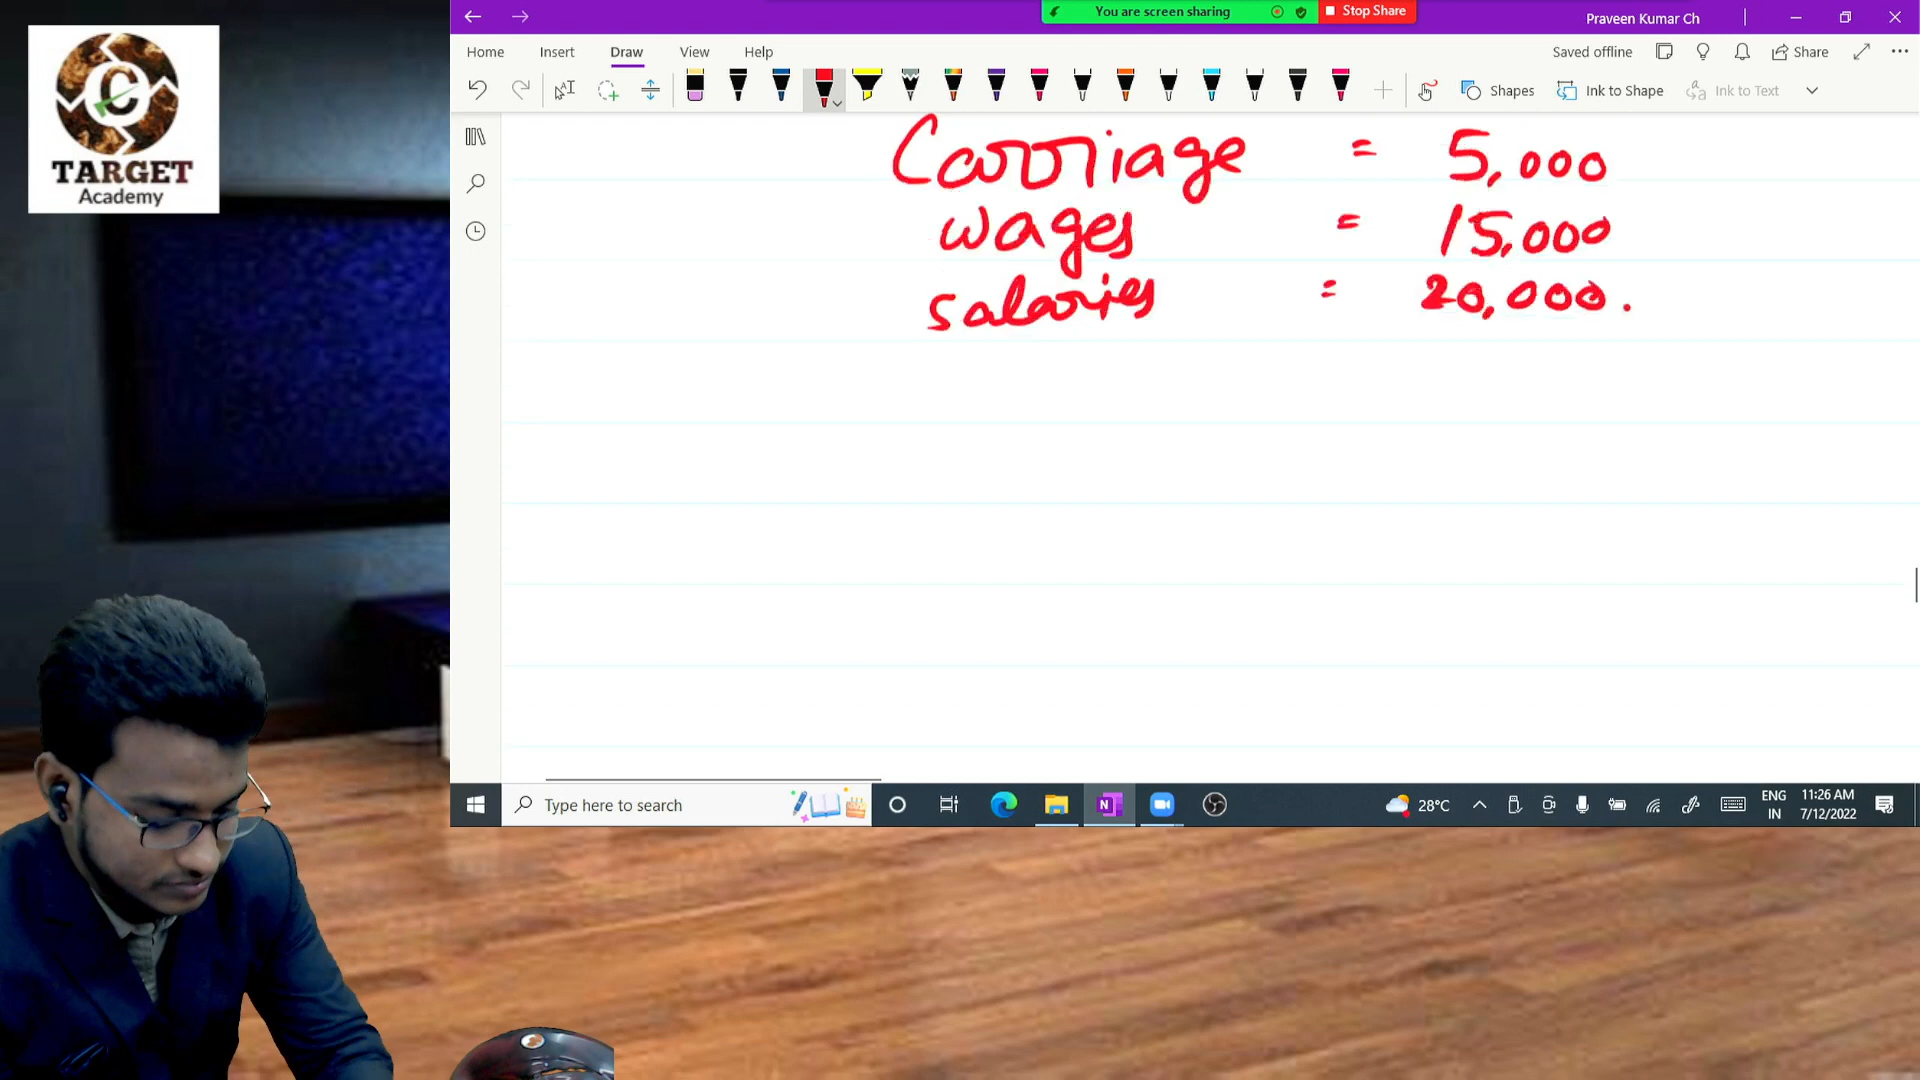 TARGET
Academy
You are screen sharing
Stop Share
Praveen Kumar Ch
Home Insert Draw View Help
Saved offline
Share
Shapes
Ink to Shape
Ink to Text
Carriage = 5,000
wages = 15,000
salaries = 20,000.
Type here to search
28°C
ENG
IN
11:26 AM
7/12/2022